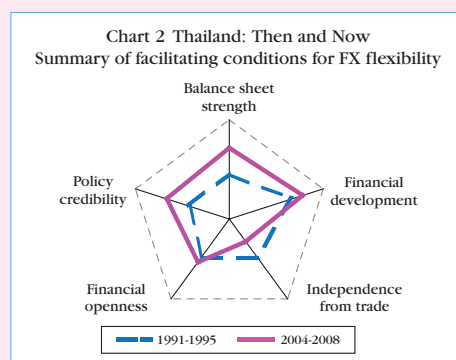 Chart 2 Thailand: Then and Now
Summary of facilitating conditions for FX flexibility
Balance sheet
strength
Policy
credibility
Financial
development
Financial
openness
Independence
from trade
1991-1995
2004-2008